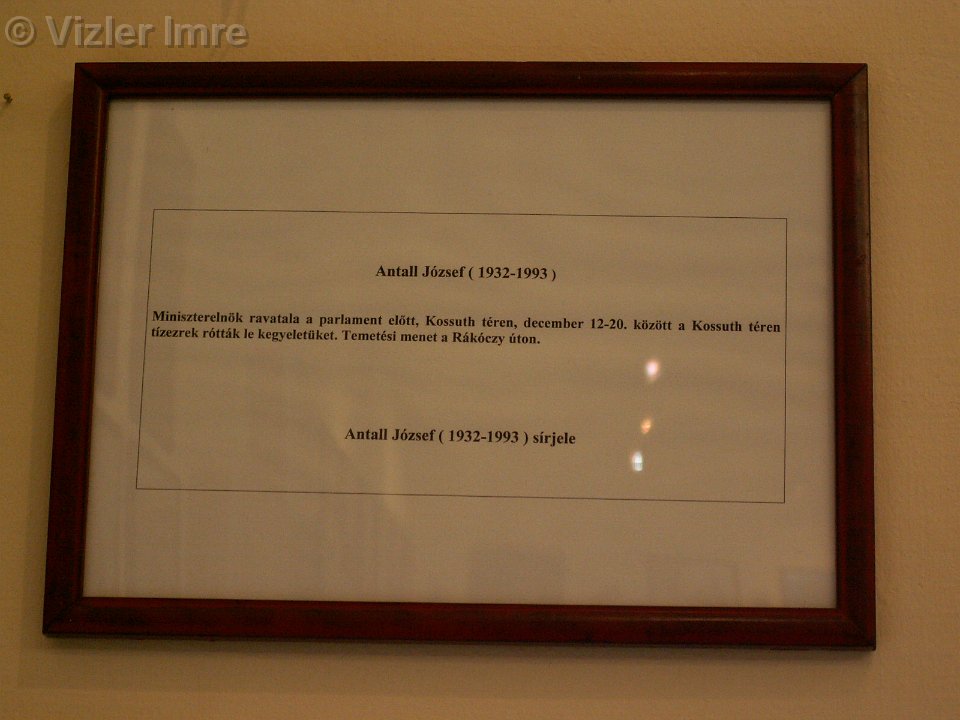 © Vizler Imre
Antall József ( 1932-1993 )
Miniszterelnök ravatala a parlament előtt, Kossuth téren, december 12-20. között a Kossuth téren
tízezrek rótták le kegyeletüket. Temetési menet a Rákóczy úton.
Antall József ( 1932-1993 ) sírjele